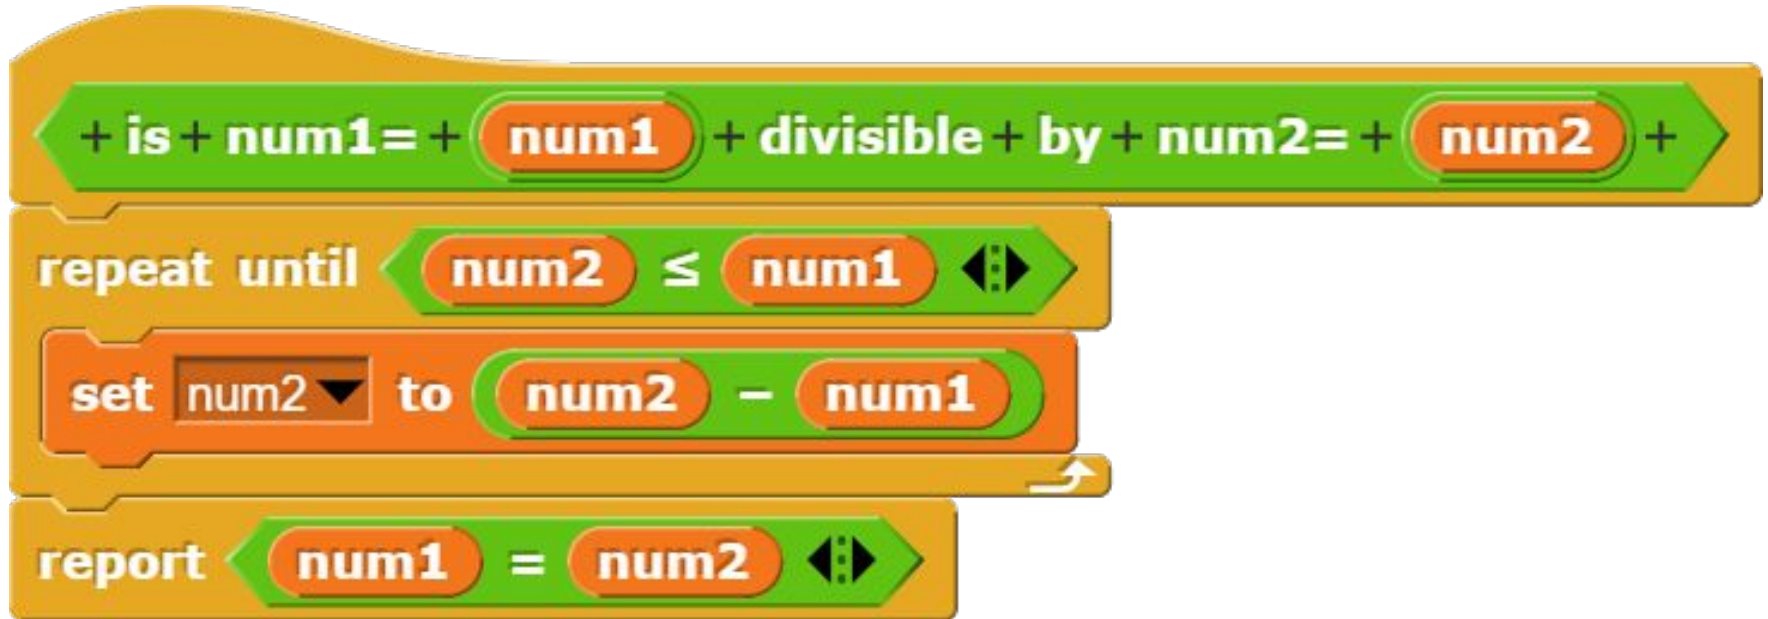 + is + num1= + num1 + divisible + by + num2= + num2 +
repeat until num2 ≤ num1
set num2 to num2 − num1
report num1 = num2